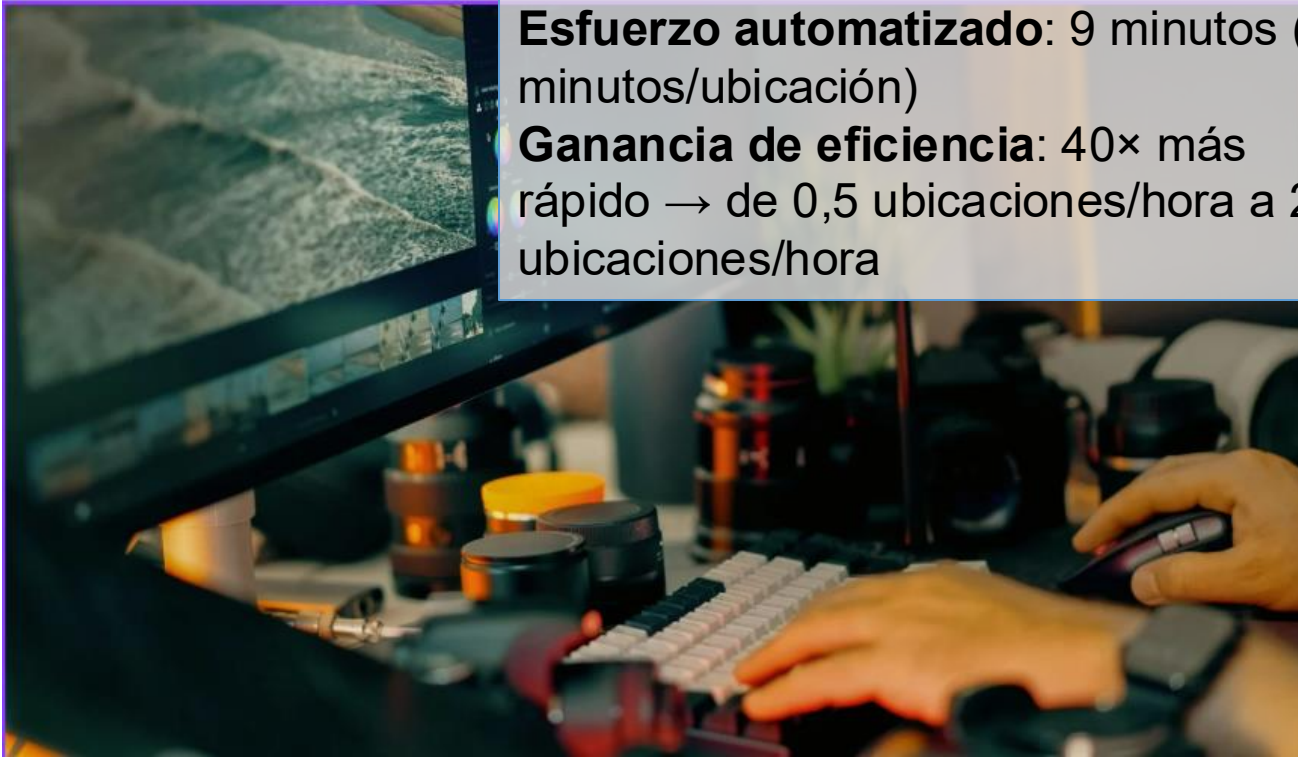 Esfuerzo automatizado: 9 minutos (
minutos/ubicación)
Ganancia de eficiencia: 40× más
rápido → de 0,5 ubicaciones/hora a 2
ubicaciones/hora